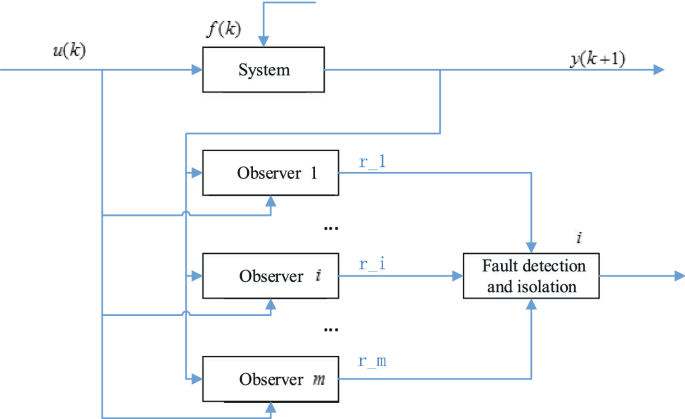 f(k)
u(k)
System
y(k+1)
Observer 1
r_1
...
i
Observer i
r_i
Fault detection
and isolation
...
Observer m
r_m